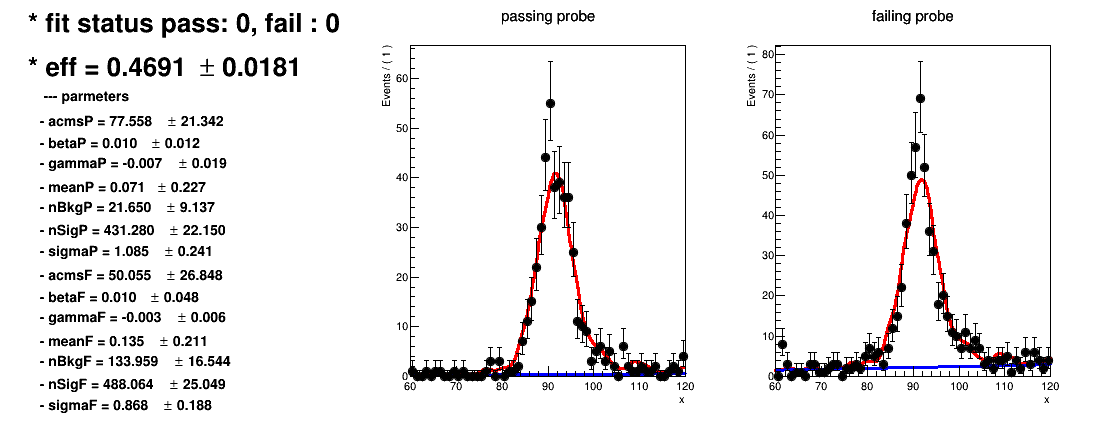 * fit status pass: 0, fail : 0
* eff = 0.4691 ± 0.0181
--- parmeters
- acmsP = 77.558 ± 21.342
- betaP = 0.010 ± 0.012
- gammaP = -0.007 ± 0.019
- meanP = 0.071 ± 0.227
- nBkgP = 21.650 ± 9.137
- nSigP = 431.280 ± 22.150
- sigmaP = 1.085 ± 0.241
- acmsF = 50.055 ± 26.848
- betaF = 0.010 ± 0.048
- gammaF = -0.003 ± 0.006
- meanF = 0.135 ± 0.211
- nBkgF = 133.959 ± 16.544
- nSigF = 488.064 ± 25.049
- sigmaF = 0.868 ± 0.188
passing probe
Events / ( 1 )
60
50
40
30
20
10
0
60 70 80 90 100 110 120
x
failing probe
Events / ( 1 )
80
70
60
50
40
30
20
10
0
60 70 80 90 100 110 120
x